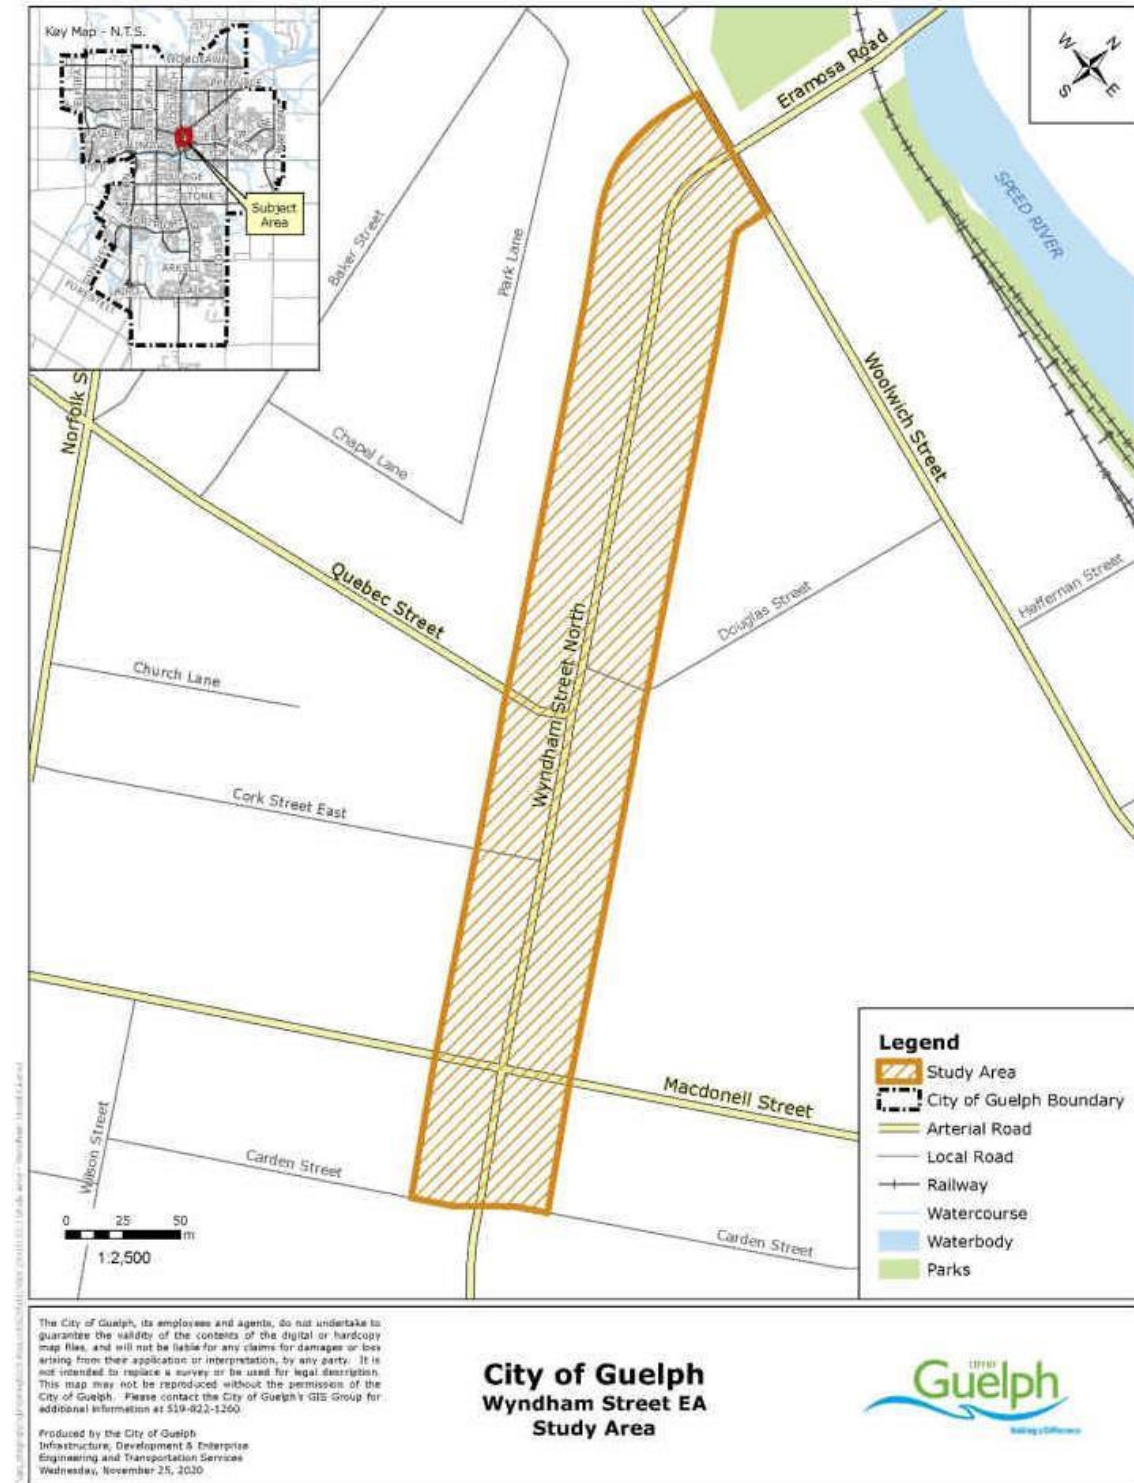 Key Map - N.T.S.
WOODLAWN
STONE
ARKELL
Subject
Area
N
W
E
S
Eramosa Road
SPEED RIVER
Baker Street
Park Lane
Woolwich Street
Norfolk S
Chapel Lane
Quebec Street
Wyndham Street North
Douglas Street
Heffernan Street
Church Lane
Cork Street East
Macdonell Street
Wilson Street
Carden Street
Carden Street
0 25 50
m
1:2,500
Legend
Study Area
City of Guelph Boundary
Arterial Road
Local Road
Railway
Watercourse
Waterbody
Parks
The City of Guelph, its employees and agents, do not undertake to
guarantee the validity of the contents of the digital or hardcopy
map files, and will not be liable for any claims for damages or loss
arising from their application or interpretation, by any party. It is
not intended to replace a survey or be used for legal description.
This map may not be reproduced without the permission of the
City of Guelph. Please contact the City of Guelph's GIS Group for
additional information at 519-822-1260.
Produced by the City of Guelph
Infrastructure, Development & Enterprise
Engineering and Transportation Services
Wednesday, November 25, 2020
City of Guelph
Wyndham Street EA
Study Area
CITY OF
Guelph
Making a Difference